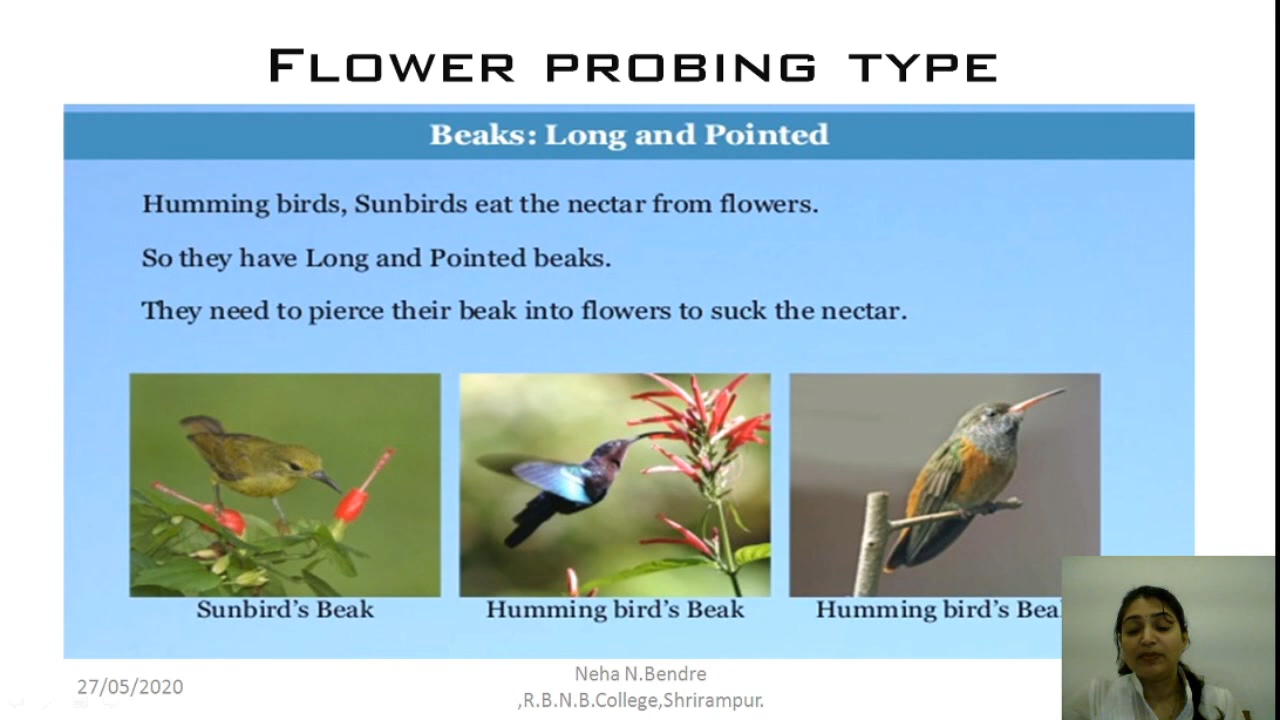 FLOWER PROBING TYPE
Beaks: Long and Pointed
Humming birds, Sunbirds eat the nectar from flowers.
So they have Long and Pointed beaks.
They need to pierce their beak into flowers to suck the nectar.
Sunbird's Beak
Humming bird's Beak
Humming bird's Bea
27/05/2020
Neha N.Bendre
,R.B.N.B.College,Shrirampur.